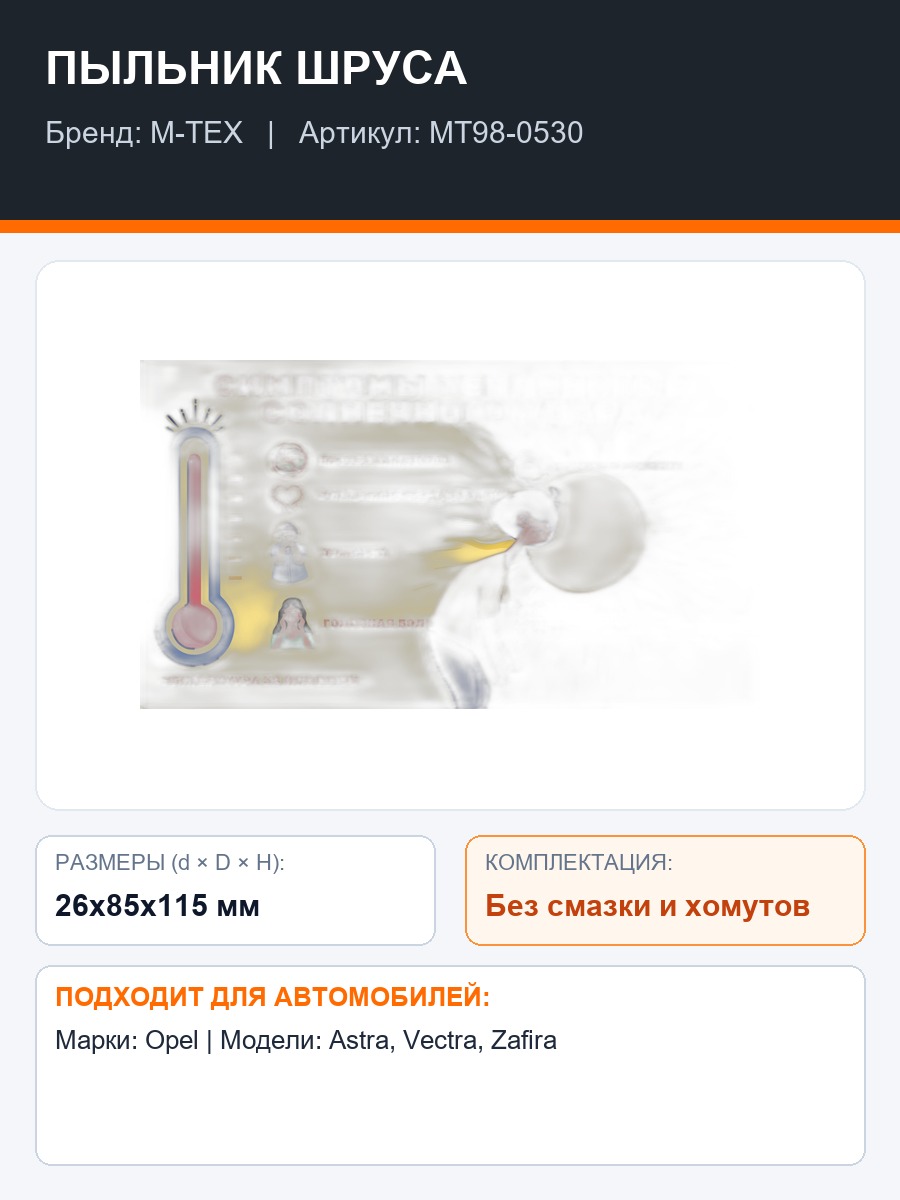 ПЫЛЬНИК ШРУСА
Бренд: M-TEX | Артикул: MT98-0530
РАЗМЕРЫ (d × D × H):
26x85x115 мм
КОМПЛЕКТАЦИЯ:
Без смазки и хомутов
ПОДХОДИТ ДЛЯ АВТОМОБИЛЕЙ:
Марки: Opel | Модели: Astra, Vectra, Zafira